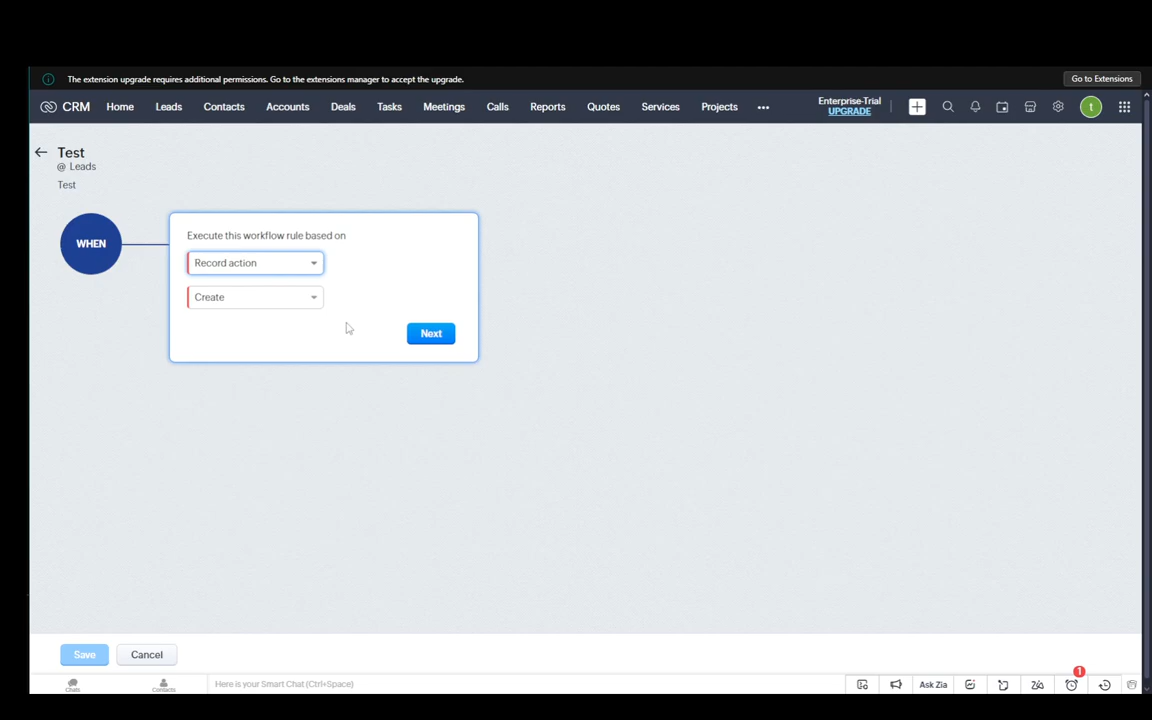 The extension upgrade requires additional permissions. Go to the extensions manager to accept the upgrade.
Go to Extensions
CRM Home Leads Contacts Accounts Deals Tasks Meetings Calls Reports Quotes Services Projects ••• Enterprise-Trial
UPGRADE
t
Test
@ Leads
Test
WHEN
Execute this workflow rule based on
Record action
Create
Next
Save Cancel
1
Chats Contacts Here is your Smart Chat (Ctrl+Space) Ask Zia